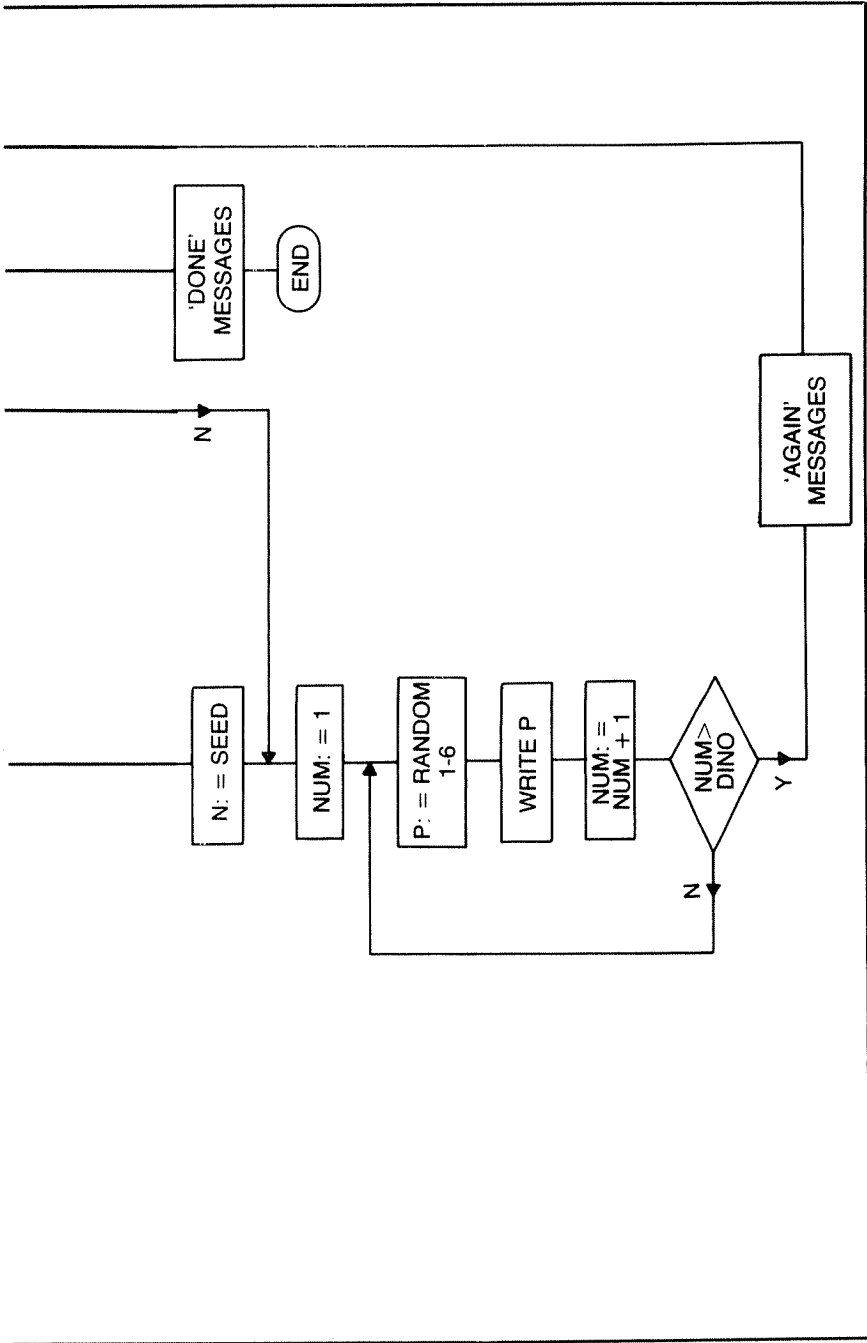 N: = SEED
NUM: = 1
P: = RANDOM
1-6
WRITE P
NUM: =
NUM + 1
NUM>
DINO
N
Y
N
'DONE'
MESSAGES
END
'AGAIN'
MESSAGES